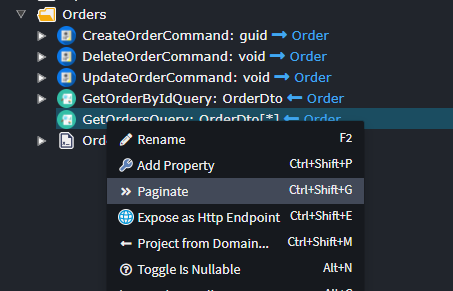 Orders
CreateOrderCommand: guid → Order
DeleteOrderCommand: void → Order
UpdateOrderCommand: void → Order
GetOrderByIdQuery: OrderDto ← Order
GetOrdersQuery: OrderDto[*] ← Order
Ord
Rename F2
Add Property Ctrl+Shift+P
Paginate Ctrl+Shift+G
Expose as Http Endpoint Ctrl+Shift+E
Project from Domain... Ctrl+Shift+M
Toggle Is Nullable Alt+N